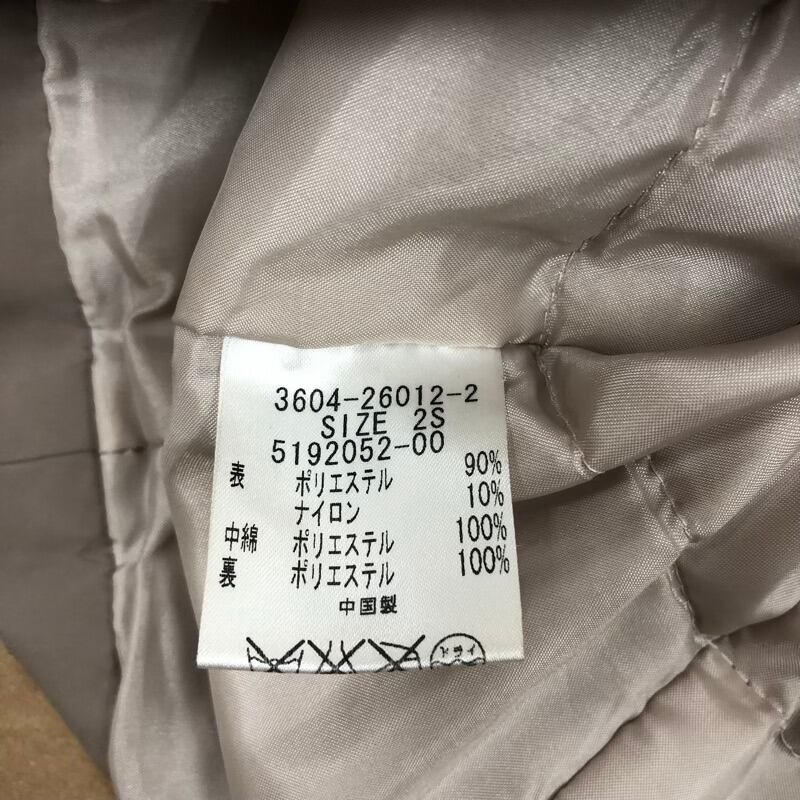 3604-26012-2
SIZE 2S
5192052-00
表 ポリエステル 90%
ナイロン 10%
中綿 ポリエステル 100%
裏 ポリエステル 100%
中国製